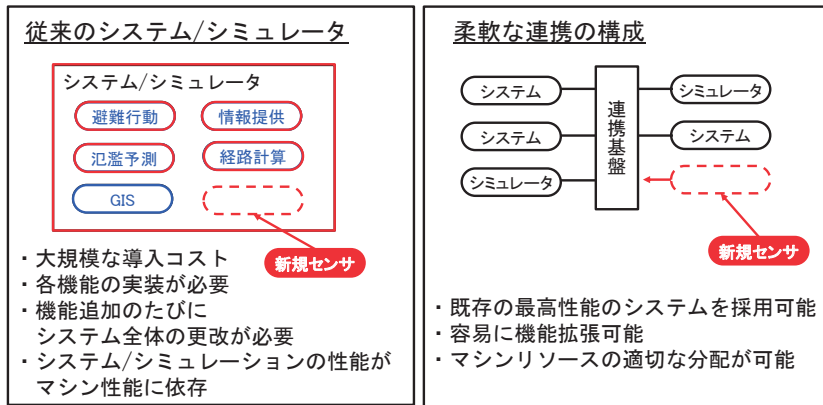 従来のシステム/シミュレータ
システム/シミュレータ
避難行動
情報提供
氾濫予測
経路計算
GIS
新規センサ
・大規模な導入コスト
・各機能の実装が必要
・機能追加のたびに
システム全体の更改が必要
・システム/シミュレーションの性能が
マシン性能に依存
柔軟な連携の構成
システム
シミュレータ
システム
システム
シミュレータ
連携基盤
新規センサ
・既存の最高性能のシステムを採用可能
・容易に機能拡張可能
・マシンリソースの適切な分配が可能